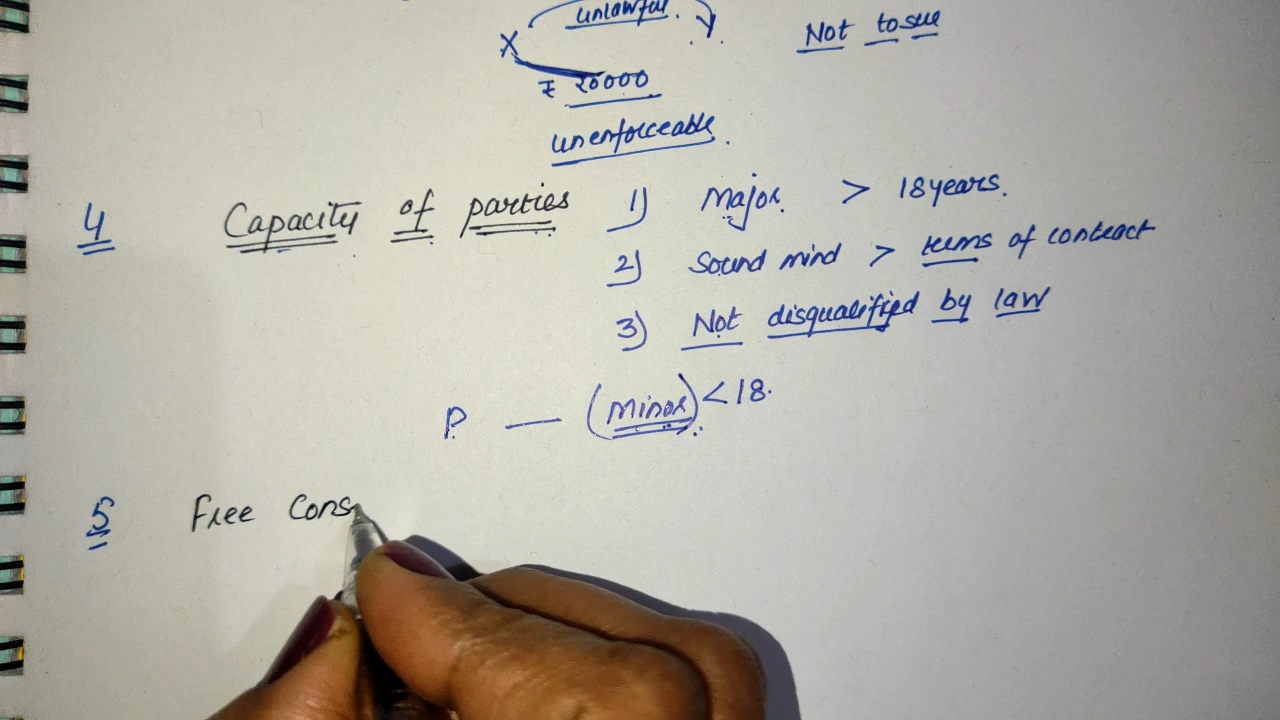 unlawful.
X Y. Not to sue
₹ 20000
unenforceable.
4 Capacity of parties 1) Major. > 18 years.
2) Sound mind > terms of contract
3) Not disqualified by law
P — (Minor) < 18.
5 Free Cons